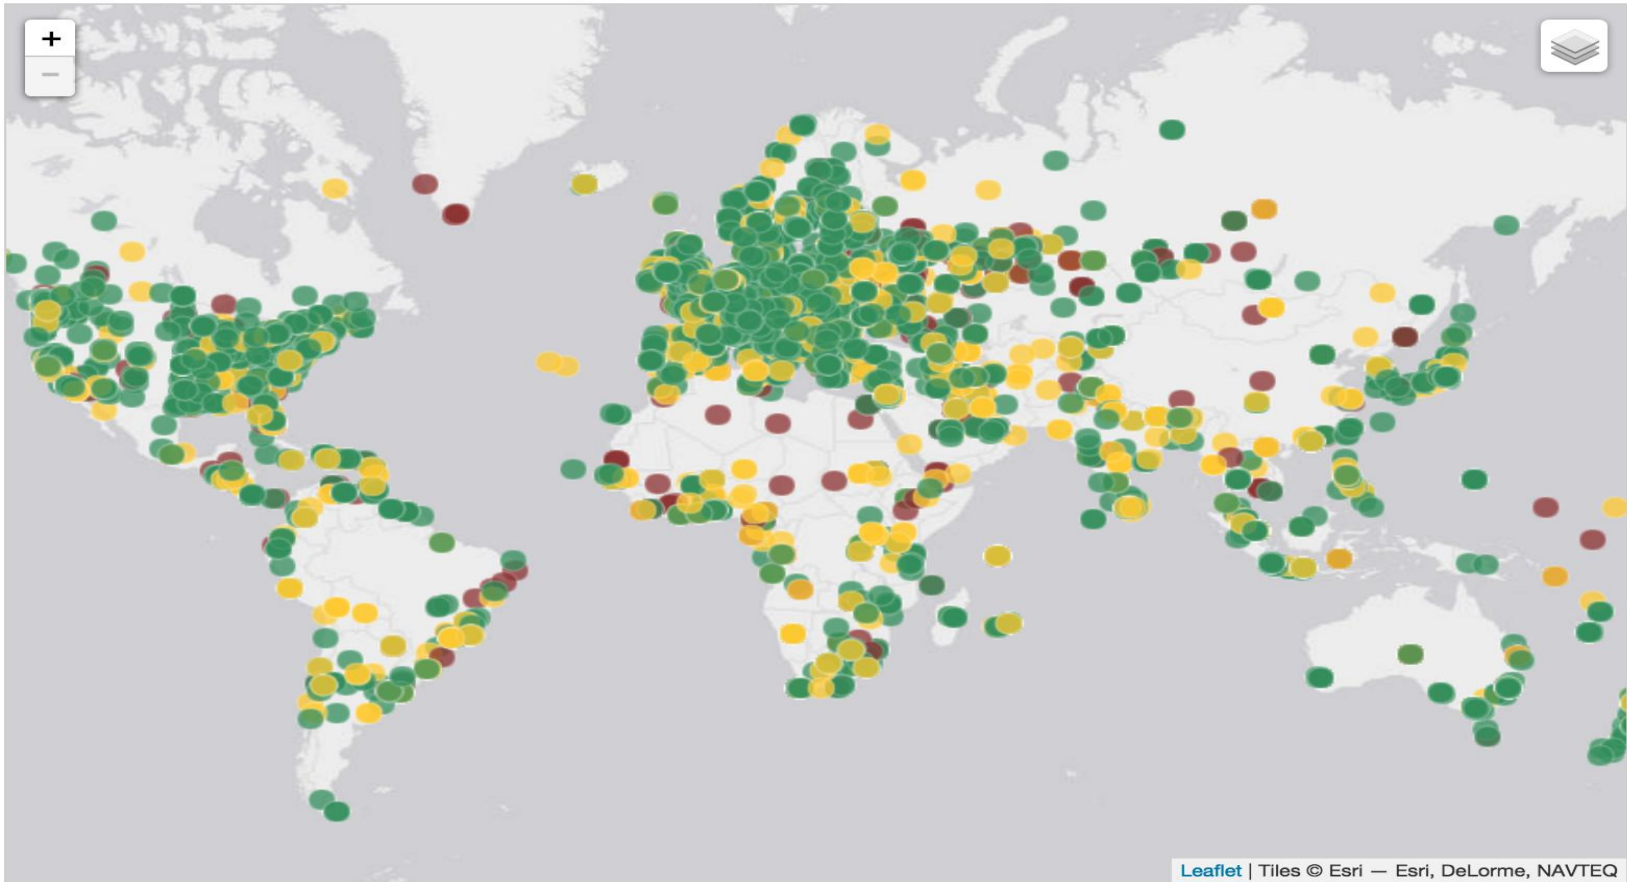 +
−
Leaflet | Tiles © Esri — Esri, DeLorme, NAVTEQ